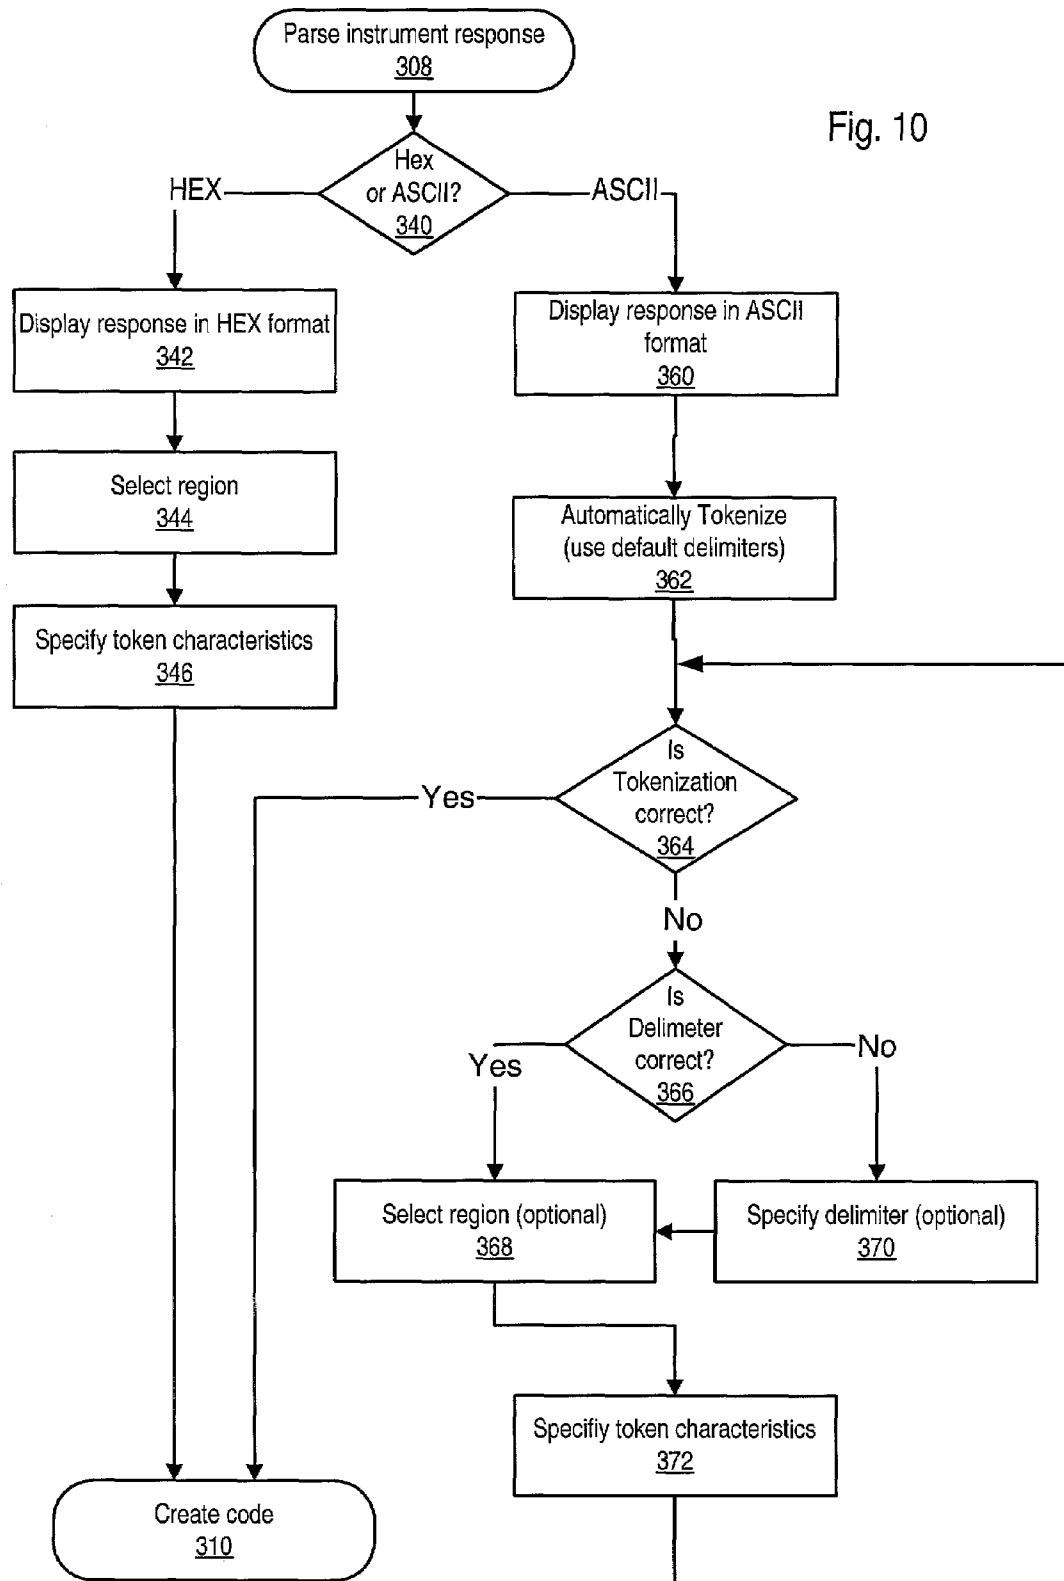 Parse instrument response
308
Fig. 10
Hex
or ASCII?
340
HEX
ASCII
Display response in HEX format
342
Display response in ASCII
format
360
Select region
344
Automatically Tokenize
(use default delimiters)
362
Specify token characteristics
346
Is
Tokenization
correct?
364
Yes
No
Is
Delimeter
correct?
366
Yes
No
Select region (optional)
368
Specify delimiter (optional)
370
Specifiy token characteristics
372
Create code
310